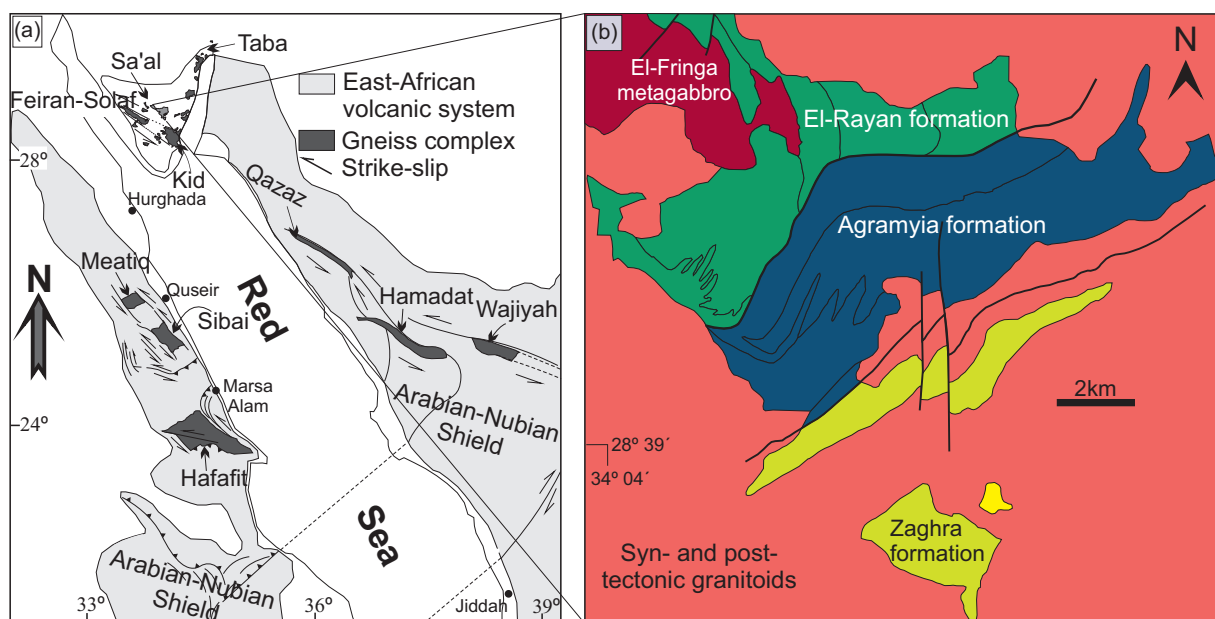 (a)
Taba
Sa'al
Feiran-Solaf
East-African
volcanic system
Gneiss complex
Strike-slip
28º
Kid
Hurghada
Qazaz
N
Meatiq
Quseir
Sibai
Red
Hamadat
Wajiyah
Marsa
Alam
24º
Arabian-Nubian
Shield
Hafafit
Sea
Arabian-Nubian
Shield
33º
36º
Jiddah
39º
(b)
N
El-Fringa
metagabbro
El-Rayan formation
Agramyia formation
2km
28º 39´
34º 04´
Zaghra
formation
Syn- and post-
tectonic granitoids